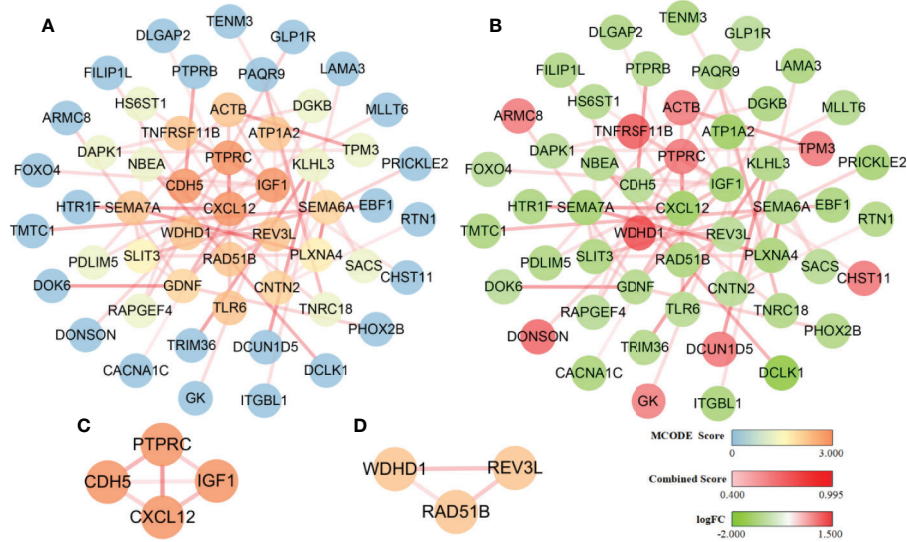 A
TENM3
DLGAP2
GLP1R
FILIP1L
PTPRB
PAQR9
LAMA3
HS6ST1
ACTB
DGKB
MLLT6
ARMC8
TNFRSF11B
ATP1A2
TPM3
DAPK1
NBEA
PTPRC
KLHL3
PRICKLE2
FOXO4
CDH5
IGF1
HTR1F
SEMA7A
CXCL12
SEMA6A
EBF1
RTN1
TMTC1
WDHD1
REV3L
PDLIM5
SLIT3
RAD51B
PLXNA4
SACS
CHST11
DOK6
GDNF
CNTN2
RAPGEF4
TLR6
TNRC18
PHOX2B
DONSON
TRIM36
DCUN1D5
CACNA1C
DCLK1
GK
ITGBL1
B
TENM3
DLGAP2
GLP1R
FILIP1L
PTPRB
PAQR9
LAMA3
HS6ST1
ACTB
DGKB
MLLT6
ARMC8
TNFRSF11B
ATP1A2
TPM3
DAPK1
NBEA
PTPRC
KLHL3
PRICKLE2
FOXO4
CDH5
IGF1
HTR1F
SEMA7A
CXCL12
SEMA6A
EBF1
RTN1
TMTC1
WDHD1
REV3L
PDLIM5
SLIT3
RAD51B
PLXNA4
SACS
CHST11
DOK6
GDNF
CNTN2
RAPGEF4
TLR6
TNRC18
PHOX2B
DONSON
TRIM36
DCUN1D5
CACNA1C
DCLK1
GK
ITGBL1
C
PTPRC
CDH5
IGF1
CXCL12
D
WDHD1
REV3L
RAD51B
MCODE Score
0 3.000
Combined Score
0.400 0.995
logFC
-2.000 1.500